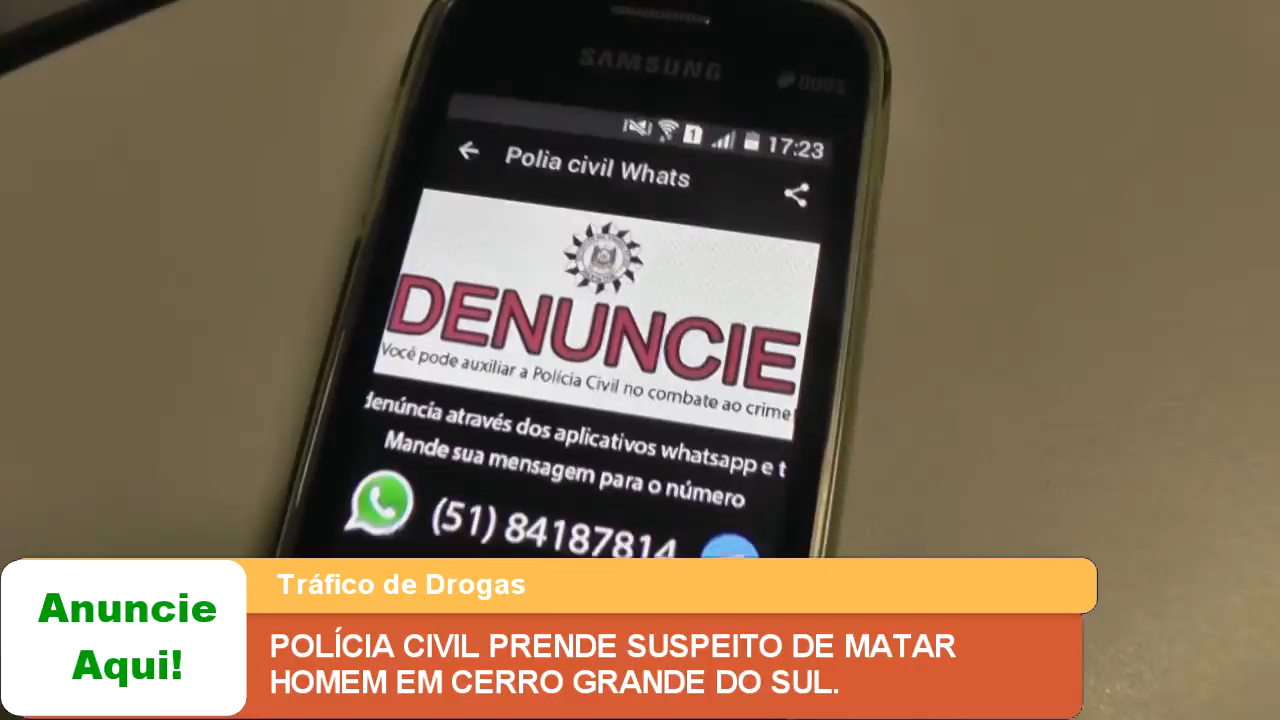 SAMSUNG
DUOS
17:23
Polia civil Whats
DENUNCIE
Você pode auxiliar a Polícia Civil no combate ao crime
denúncia através dos aplicativos whatsapp e t
Mande sua mensagem para o número
(51) 84187814
Tráfico de Drogas
Anuncie
Aqui!
POLÍCIA CIVIL PRENDE SUSPEITO DE MATAR
HOMEM EM CERRO GRANDE DO SUL.